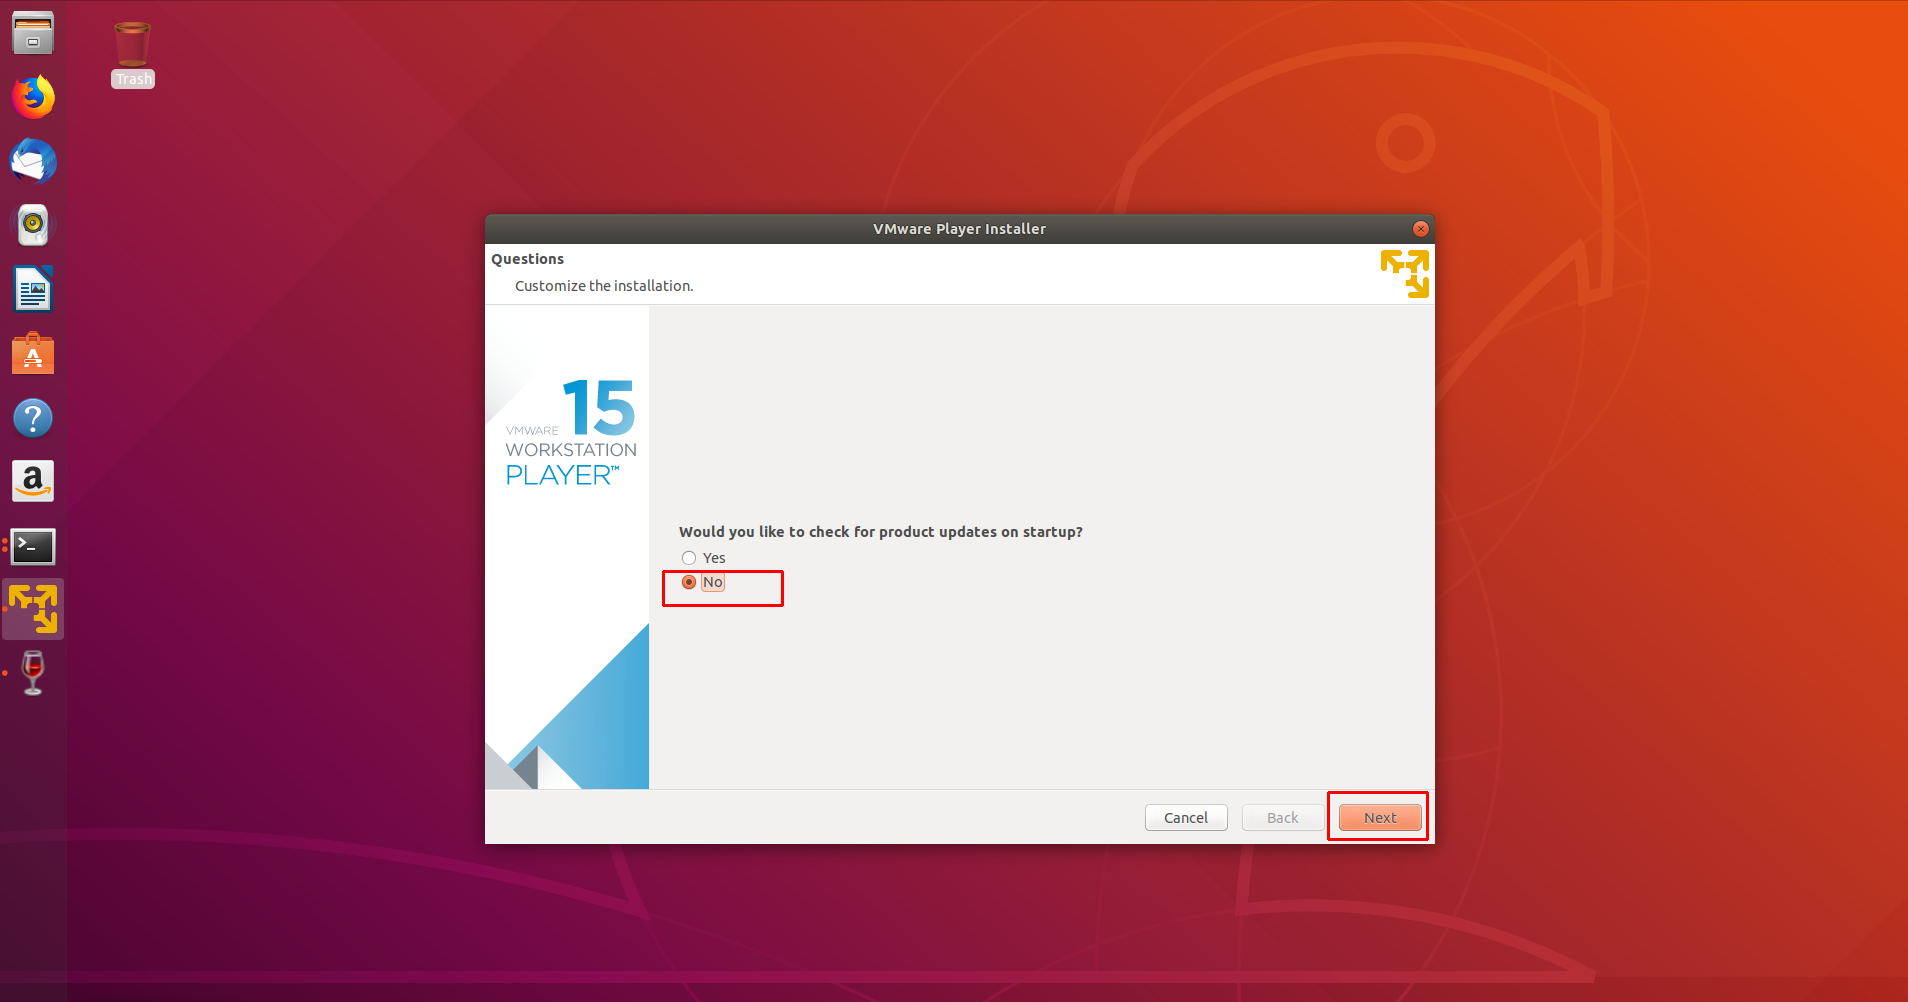 Trash
VMware Player Installer
Questions
Customize the installation.
15
VMWARE
WORKSTATION
PLAYER™
Would you like to check for product updates on startup?
Yes
No
Cancel
Back
Next